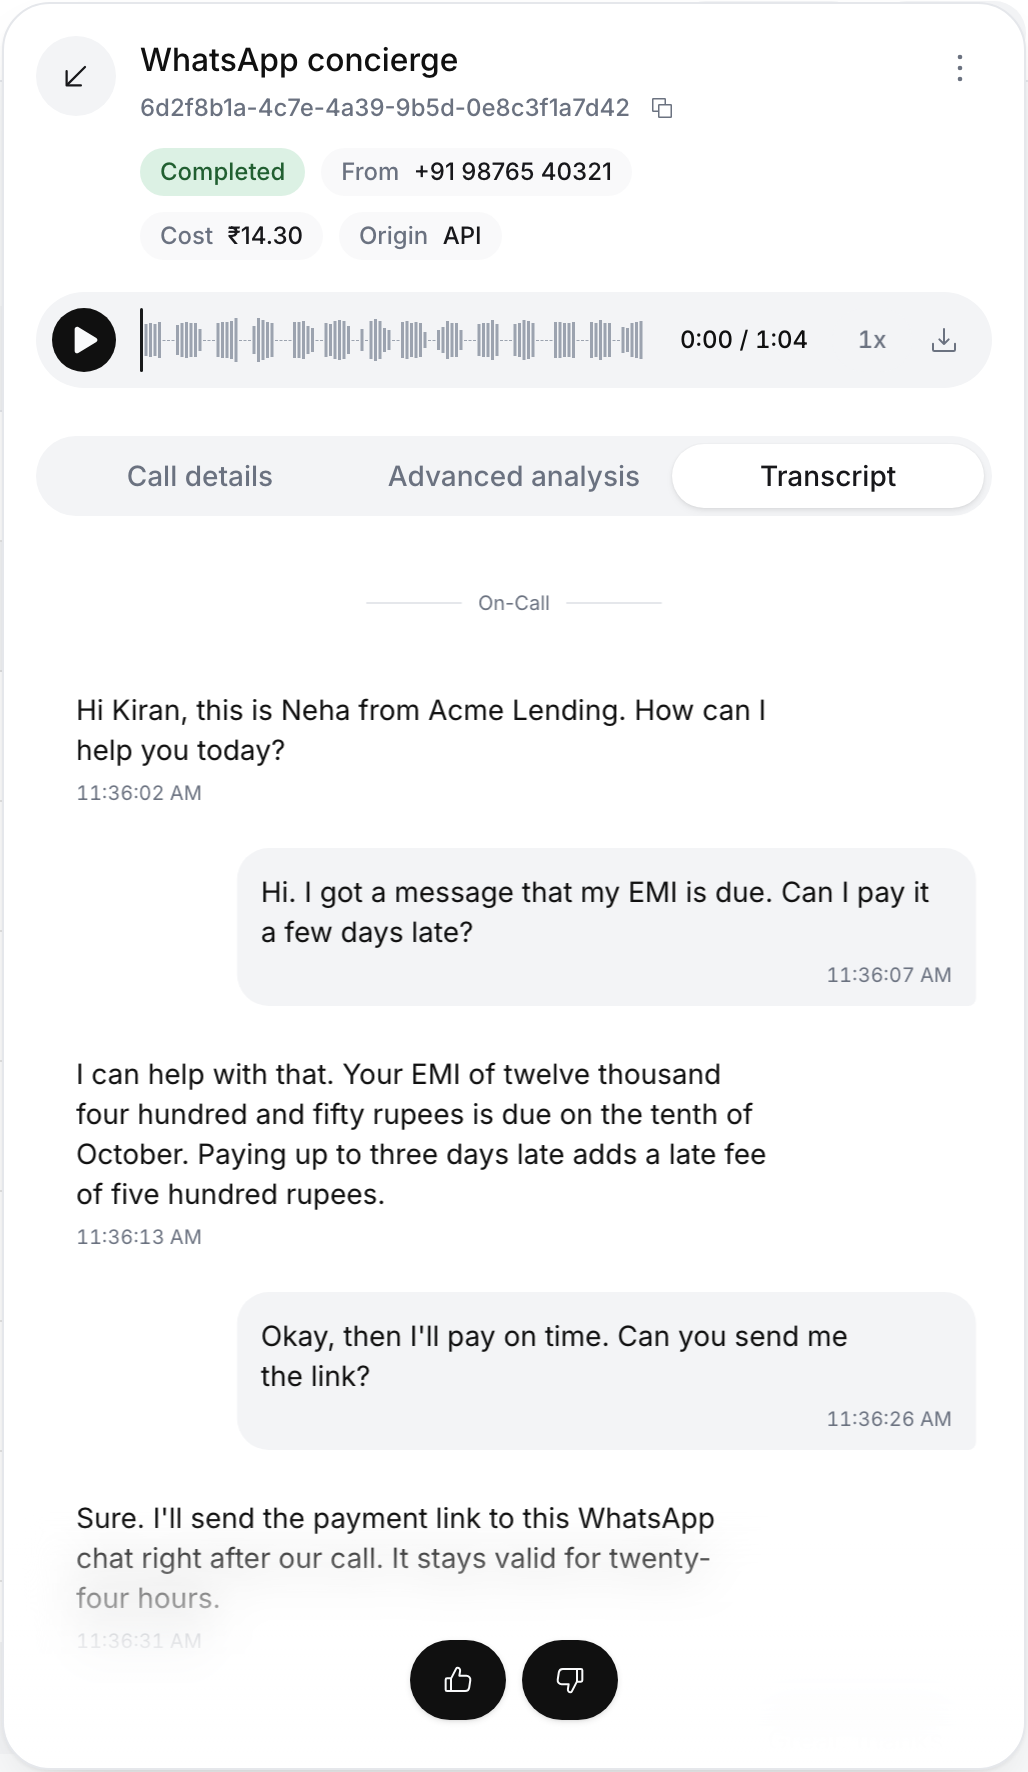 WhatsApp concierge
6d2f8b1a-4c7e-4a39-9b5d-0e8c3f1a7d42
Completed
From +91 98765 40321
Cost ₹14.30
Origin API
0:00 / 1:04
1x
Call details
Advanced analysis
Transcript
On-Call
Hi Kiran, this is Neha from Acme Lending. How can I
help you today?
11:36:02 AM
Hi. I got a message that my EMI is due. Can I pay it
a few days late?
11:36:07 AM
I can help with that. Your EMI of twelve thousand
four hundred and fifty rupees is due on the tenth of
October. Paying up to three days late adds a late fee
of five hundred rupees.
11:36:13 AM
Okay, then I'll pay on time. Can you send me
the link?
11:36:26 AM
Sure. I'll send the payment link to this WhatsApp
chat right after our call. It stays valid for twenty-
four hours.
11:36:31 AM